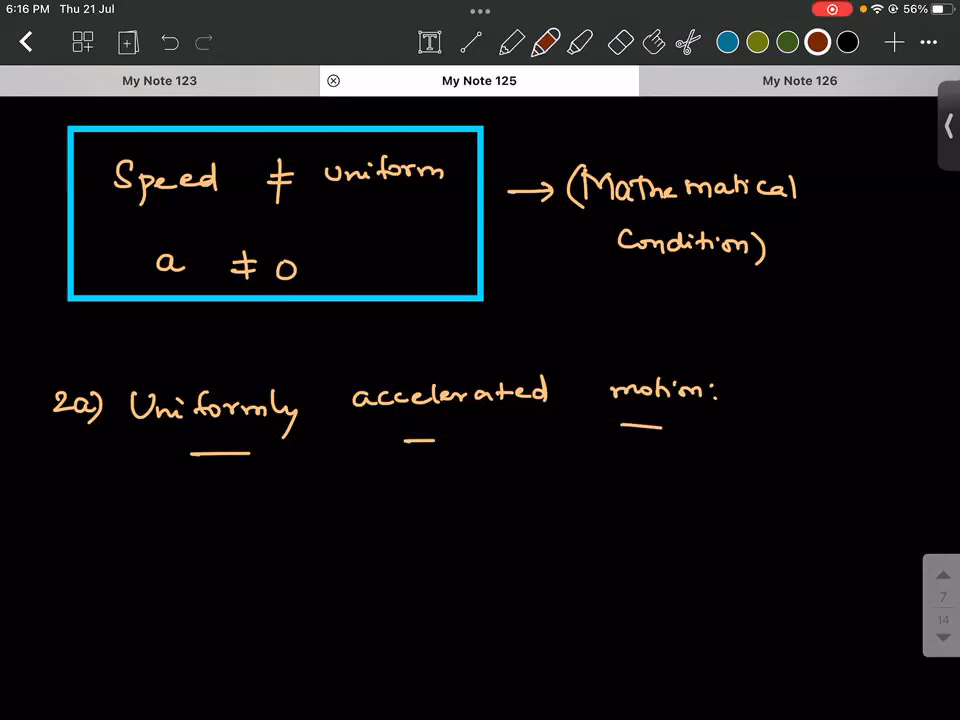 6:16 PM Thu 21 Jul 56%
My Note 123 My Note 125 My Note 126
Speed ≠ uniform
a ≠ 0
→ (Mathematical
Condition)
2a) Uniformly accelerated motion:
7
14